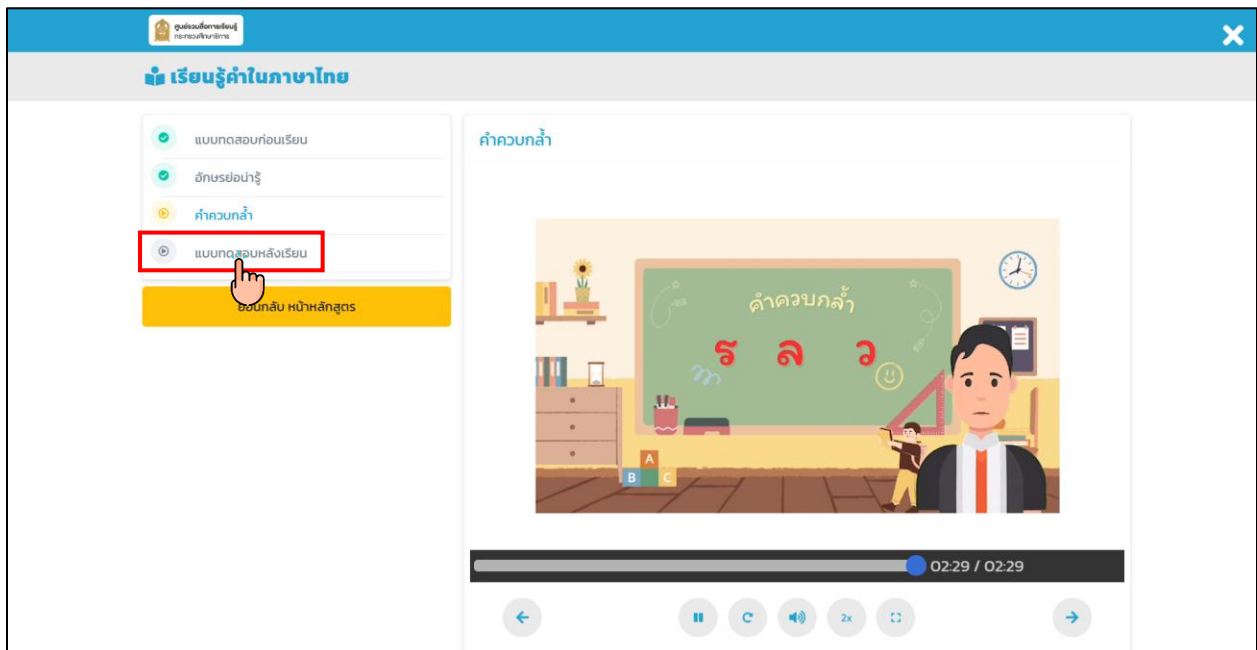 ศูนย์รวมสื่อการเรียนรู้
กระทรวงศึกษาธิการ
เรียนรู้คำในภาษาไทย
แบบทดสอบก่อนเรียน
อักษรย่อน่ารู้
คำควบกล้ำ
แบบทดสอบหลังเรียน
ย้อนกลับ หน้าหลักสูตร
คำควบกล้ำ
คำควบกล้ำ
ร ล ว
A
B C
02:29 / 02:29
2x